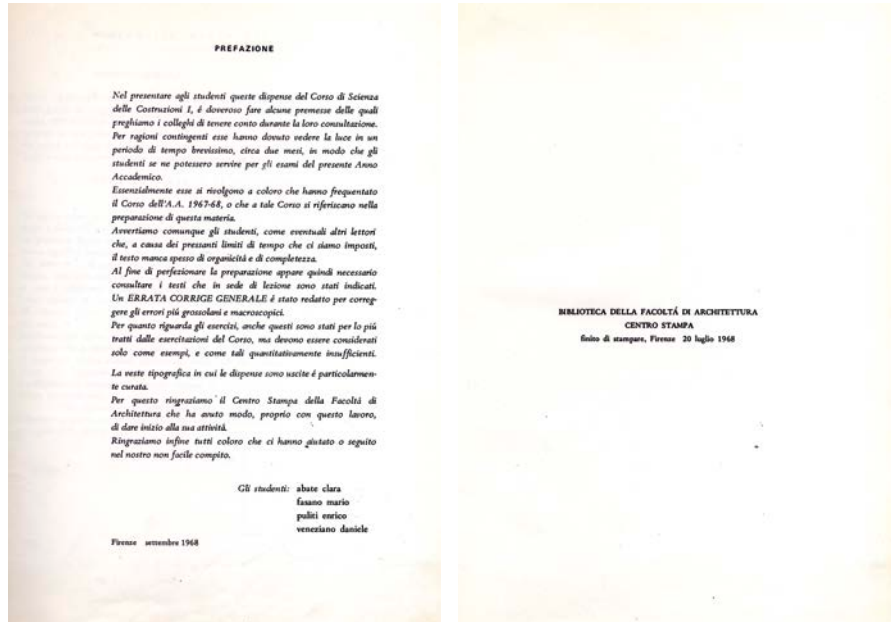 PREFAZIONE
Nel presentare agli studenti queste dispense del Corso di Scienza
delle Costruzioni I, é doveroso fare alcune premesse delle quali
preghiamo i colleghi di tenere conto durante la loro consultazione.
Per ragioni contingenti esse hanno dovuto vedere la luce in un
periodo di tempo brevissimo, circa due mesi, in modo che gli
studenti se ne potessero servire per gli esami del presente Anno
Accademico.
Essenzialmente esse si rivolgono a coloro che hanno frequentato
il Corso dell'A.A. 1967-68, o che a tale Corso si riferiscano nella
preparazione di questa materia.
Avvertiamo comunque gli studenti, come eventuali altri lettori
che, a causa dei pressanti limiti di tempo che ci siamo imposti,
il testo manca spesso di organicità e di completezza.
Al fine di perfezionare la preparazione appare quindi necessario
consultare i testi che in sede di lezione sono stati indicati.
Un ERRATA CORRIGE GENERALE é stato redatto per correg-
gere gli errori più grossolani e macroscopici.
Per quanto riguarda gli esercizi, anche questi sono stati per lo più
tratti dalle esercitazioni del Corso, ma devono essere considerati
solo come esempi, e come tali quantitativamente insufficienti.
La veste tipografica in cui le dispense sono uscite é particolarmen-
te curata.
Per questo ringraziamo il Centro Stampa della Facoltà di
Architettura che ha avuto modo, proprio con questo lavoro,
di dare inizio alla sua attività.
Ringraziamo infine tutti coloro che ci hanno aiutato o seguito
nel nostro non facile compito.
Gli studenti: abate clara
fasano mario
puliti enrico
veneziano daniele
Firenze settembre 1968
BIBLIOTECA DELLA FACOLTÁ DI ARCHITETTURA
CENTRO STAMPA
finito di stampare, Firenze 20 luglio 1968